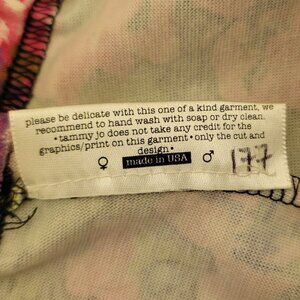 please be delicate with this one of a kind garment, we
recommend to hand wash with soap or dry clean.
•tammy jo does not take any credit for the
graphics/print on this garment • only the cut and
design•
♀ made in USA ♂ 177